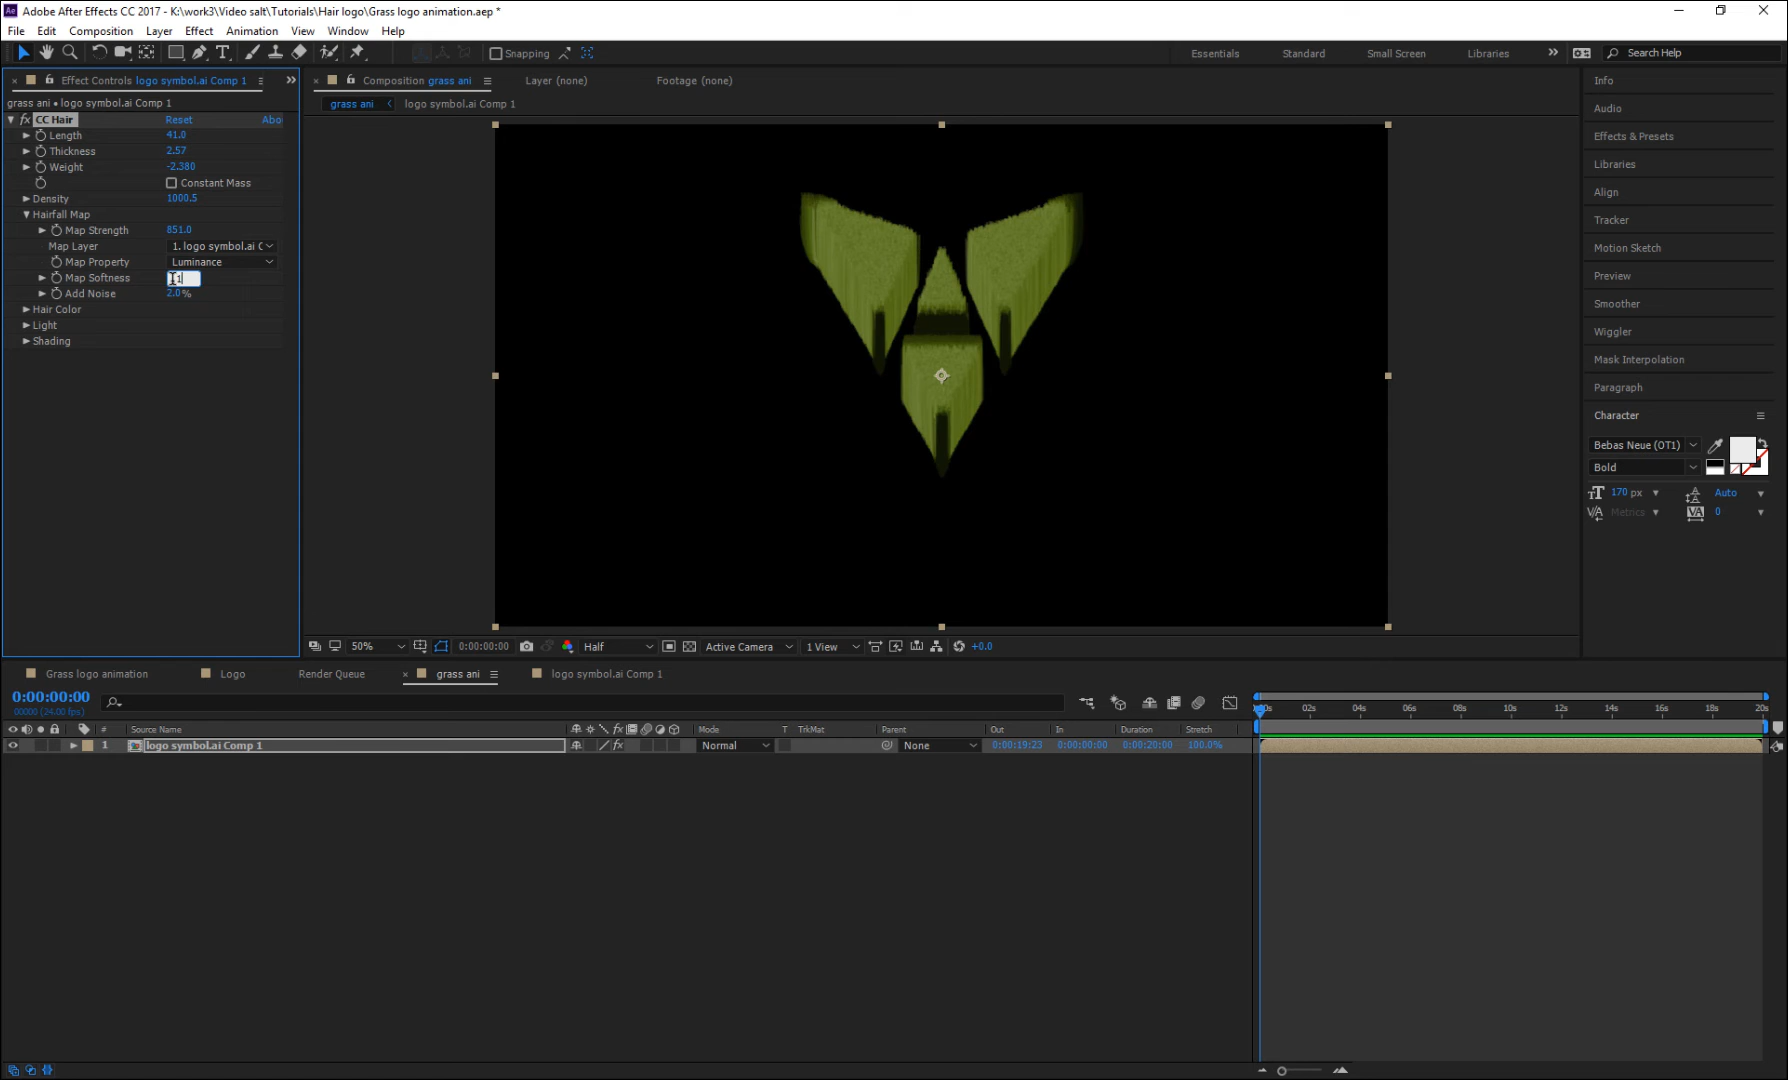 Adobe After Effects CC 2017 - K:\work3\Video salt\Tutorials\Hair logo\Grass logo animation.aep *
File Edit Composition Layer Effect Animation View Window Help
Snapping Essentials Standard Small Screen Libraries Search Help
Effect Controls logo symbol.ai Comp 1
Composition grass ani Layer (none) Footage (none)
grass ani • logo symbol.ai Comp 1
grass ani logo symbol.ai Comp 1
fx CC Hair Reset Abo
Length 41.0
Thickness 2.57
Weight -2.380
Constant Mass
Density 1000.5
Hairfall Map
Map Strength 851.0
Map Layer 1. logo symbol.ai C
Map Property Luminance
Map Softness 1
Add Noise 2.0%
Hair Color
Light
Shading
Info
Audio
Effects & Presets
Libraries
Align
Tracker
Motion Sketch
Preview
Smoother
Wiggler
Mask Interpolation
Paragraph
Character
Bebas Neue (OT1)
Bold
170 px Auto
Metrics 0
50% 0:00:00:00 Half Active Camera 1 View +0.0
Grass logo animation Logo Render Queue grass ani logo symbol.ai Comp 1
0:00:00:00
00000 (24.00 fps)
# Source Name Mode T TrkMat Parent Out In Duration Stretch
02s 04s 06s 08s 10s 12s 14s 16s 18s 20s
1 logo symbol.ai Comp 1 fx Normal None 0:00:19:23 0:00:00:00 0:00:20:00 100.0%